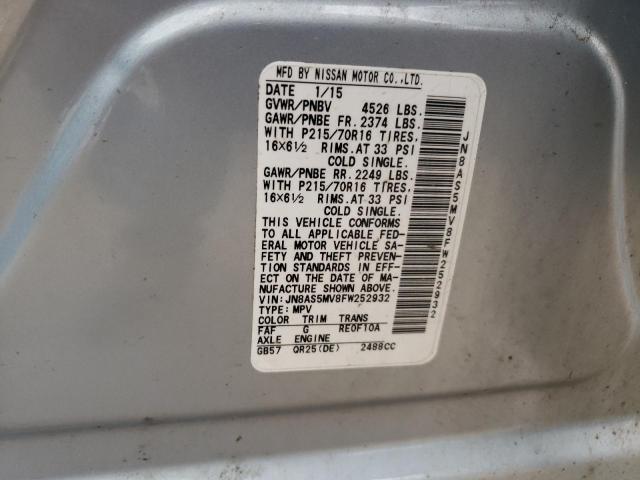 MFD BY NISSAN MOTOR CO.,LTD.
DATE 1/15
GVWR/PNBV 4526 LBS.
GAWR/PNBE FR. 2374 LBS.
WITH P215/70R16 TIRES,
16×6½ RIMS. AT 33 PSI
COLD SINGLE.
GAWR/PNBE RR. 2249 LBS.
WITH P215/70R16 TIRES,
16×6½ RIMS. AT 33 PSI
COLD SINGLE.
THIS VEHICLE CONFORMS
TO ALL APPLICABLE FED-
ERAL MOTOR VEHICLE SA-
FETY AND THEFT PREVEN-
TION STANDARDS IN EFF-
ECT ON THE DATE OF MA-
NUFACTURE SHOWN ABOVE.
VIN: JN8AS5MV8FW252932
TYPE: MPV
COLOR TRIM TRANS
FAF G RE0F10A
AXLE ENGINE
GB57 QR25(DE) 2488CC
JN8AS5MV8FW252932